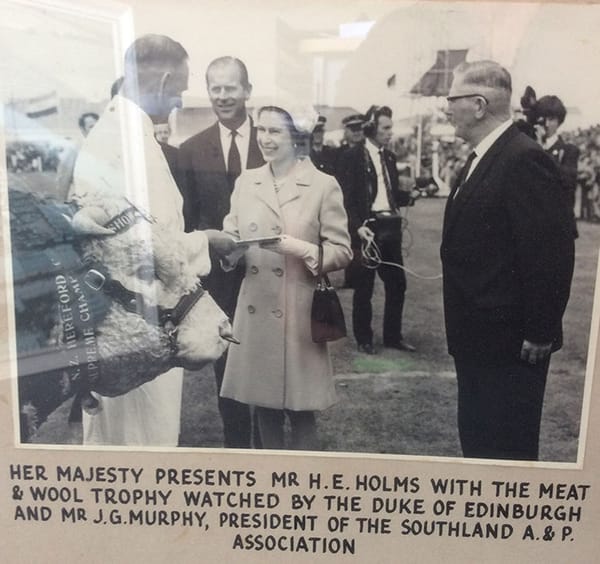 SHOW
N.Z. HEREFORD
SUPREME CHAMP
HER MAJESTY PRESENTS MR H.E. HOLMS WITH THE MEAT
& WOOL TROPHY WATCHED BY THE DUKE OF EDINBURGH
AND MR J.G.MURPHY, PRESIDENT OF THE SOUTHLAND A.& P.
ASSOCIATION